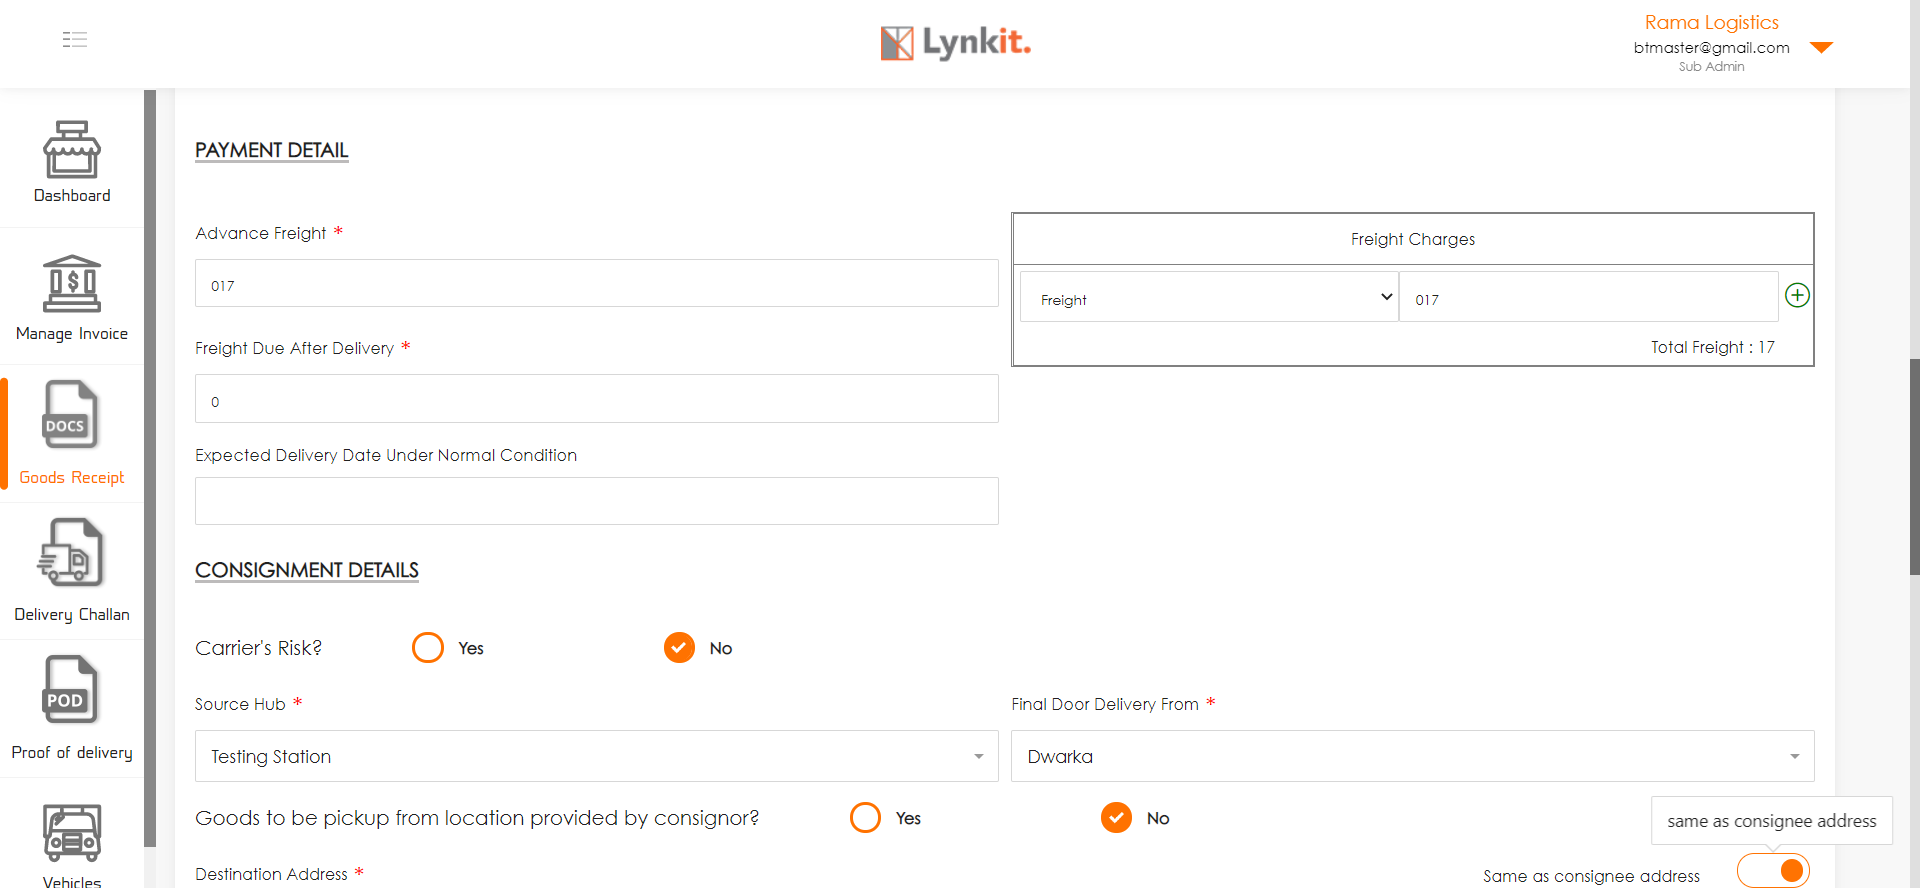 Lynkit.
Rama Logistics
btmaster@gmail.com
Sub Admin
Dashboard
Manage Invoice
DOCS
Goods Receipt
Delivery Challan
POD
Proof of delivery
Vehicles
PAYMENT DETAIL
Advance Freight *
017
Freight Due After Delivery *
0
Expected Delivery Date Under Normal Condition
Freight Charges
Freight 017
Total Freight : 17
CONSIGNMENT DETAILS
Carrier's Risk? Yes No
Source Hub * Final Door Delivery From *
Testing Station Dwarka
Goods to be pickup from location provided by consignor? Yes No
same as consignee address
Destination Address * Same as consignee address